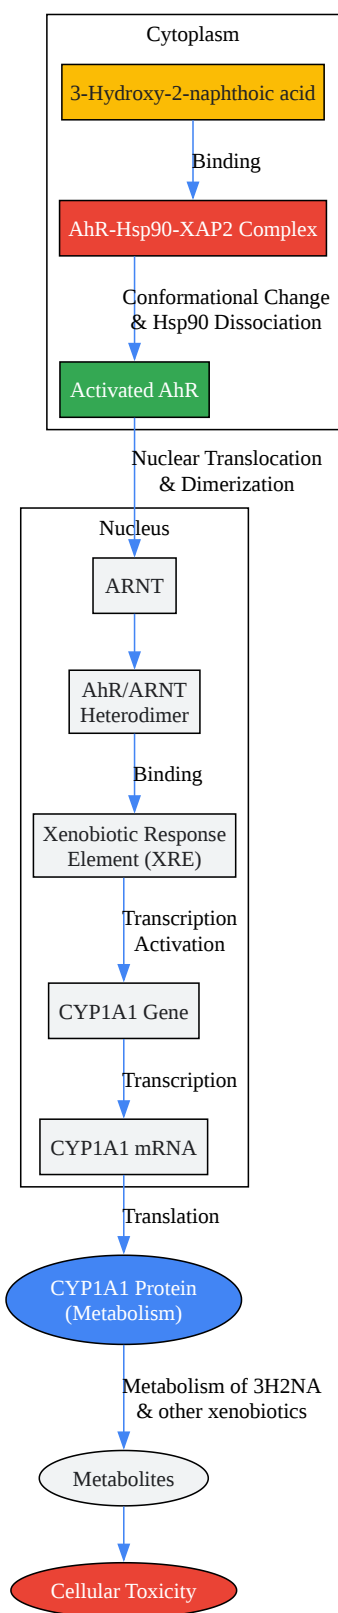 Cytoplasm
3-Hydroxy-2-naphthoic acid
Binding
AhR-Hsp90-XAP2 Complex
Conformational Change
& Hsp90 Dissociation
Activated AhR
Nuclear Translocation
& Dimerization
Nucleus
ARNT
AhR/ARNT
Heterodimer
Binding
Xenobiotic Response
Element (XRE)
Transcription
Activation
CYP1A1 Gene
Transcription
CYP1A1 mRNA
Translation
CYP1A1 Protein
(Metabolism)
Metabolism of 3H2NA
& other xenobiotics
Metabolites
Cellular Toxicity